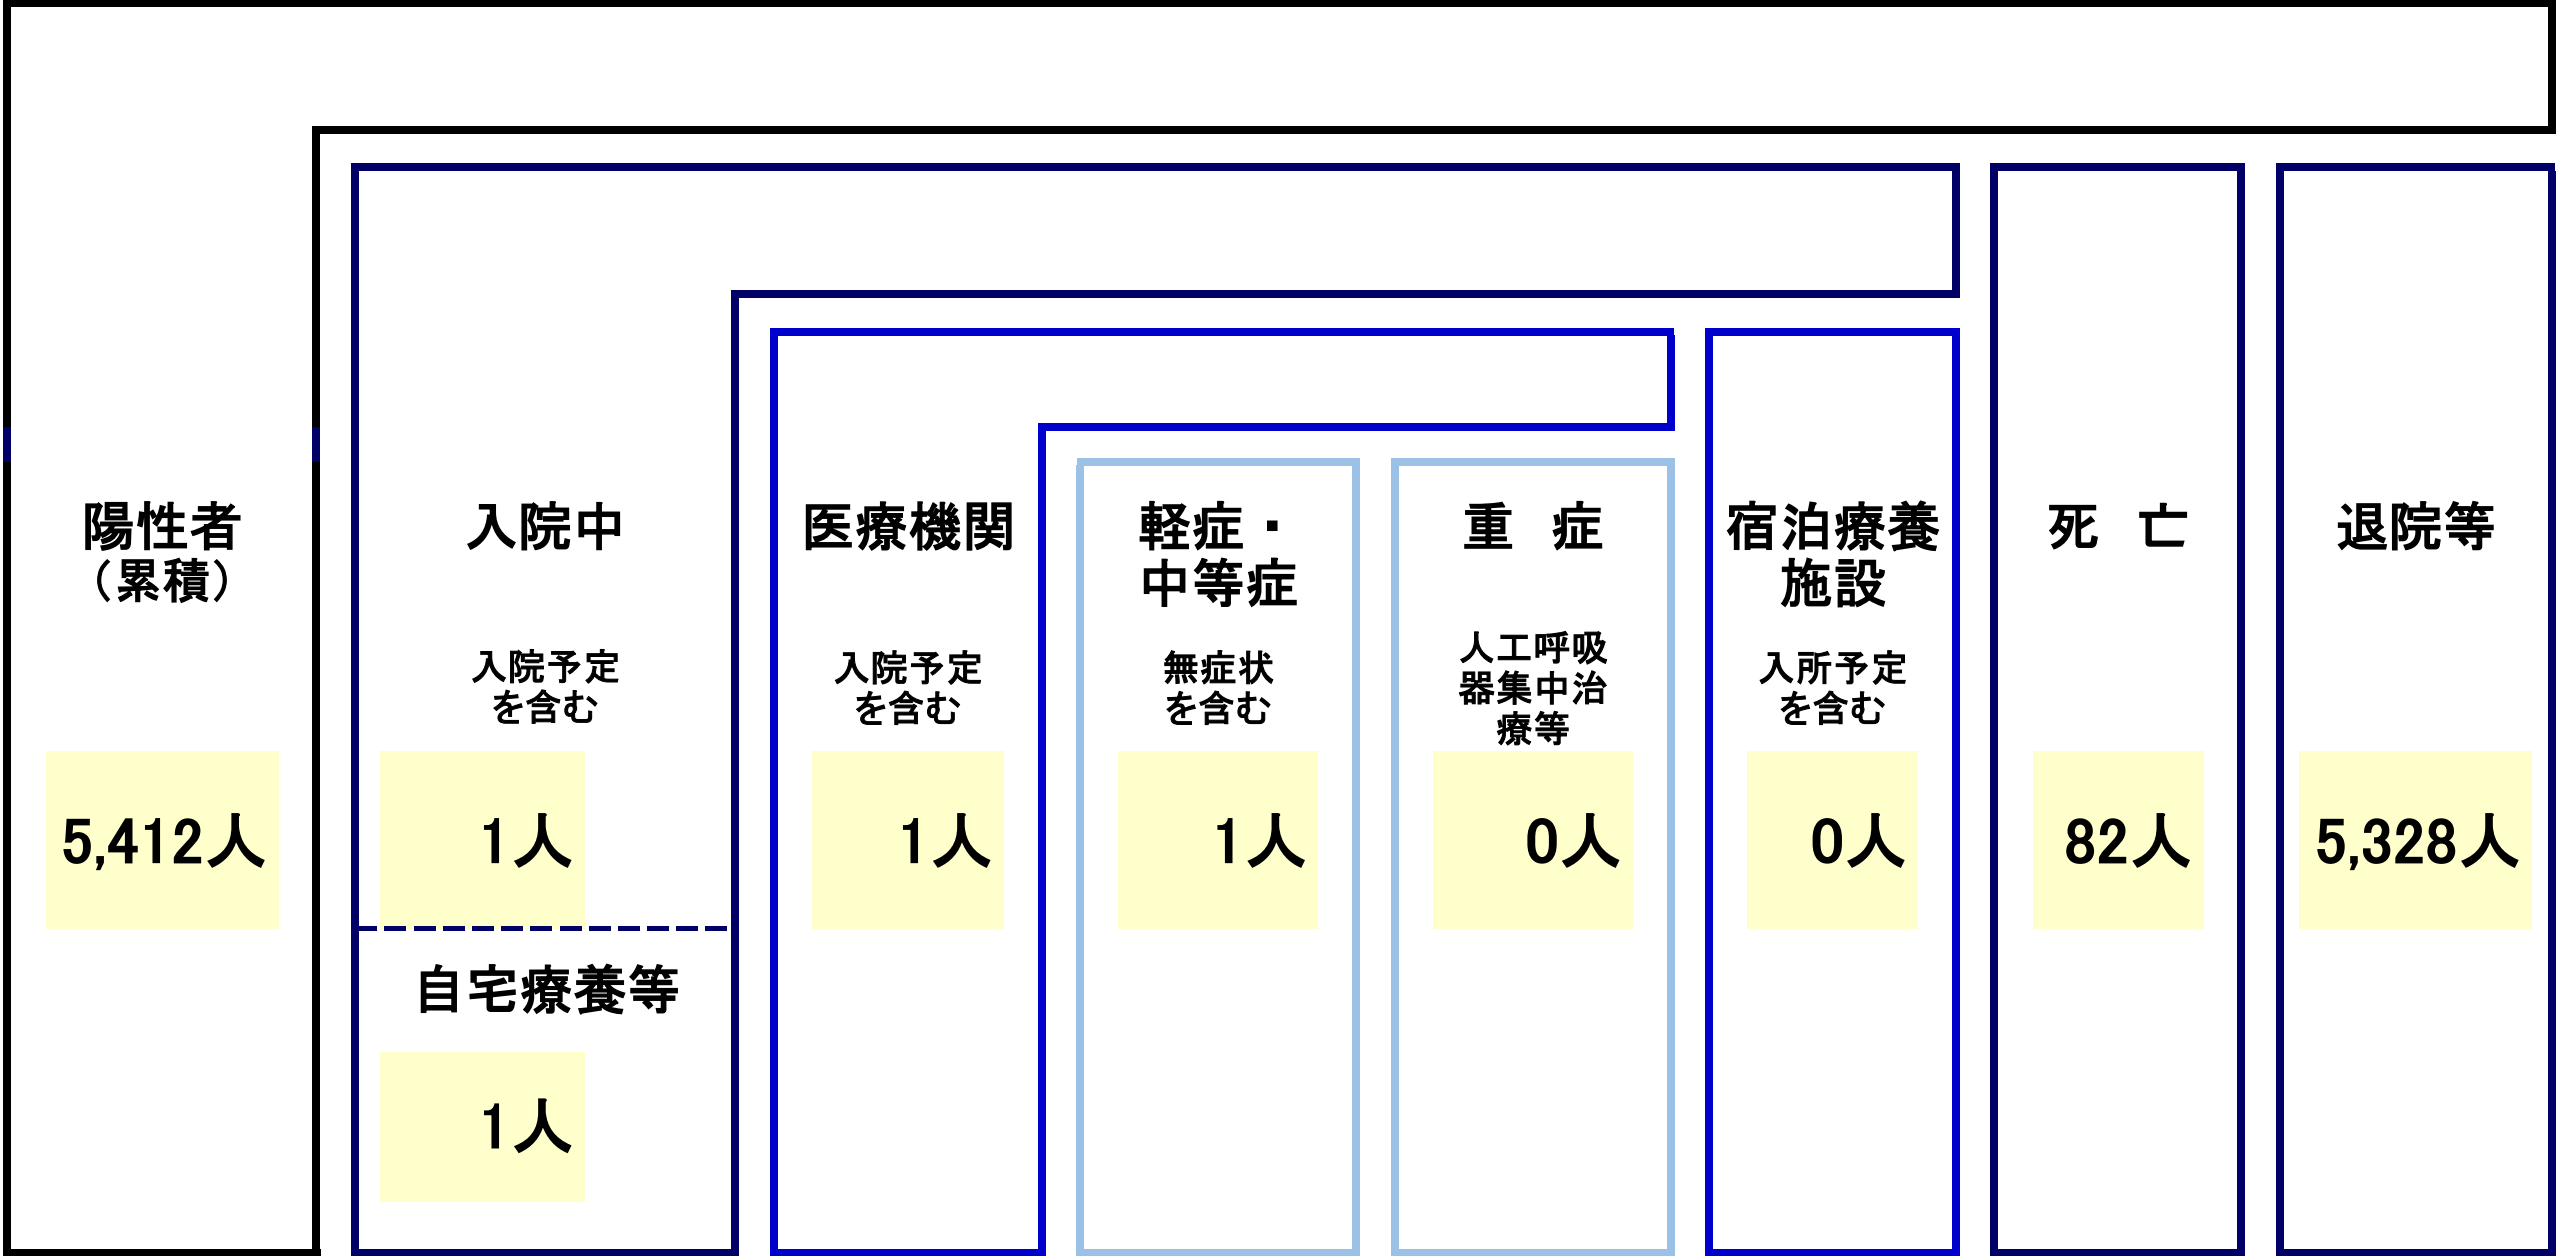 陽性者
（累積）
5,412人
入院中
入院予定
を含む
1人
自宅療養等
1人
医療機関
入院予定
を含む
1人
軽症・
中等症
無症状
を含む
1人
重　症
人工呼吸
器集中治
療等
0人
宿泊療養
施設
入所予定
を含む
0人
死　亡
82人
退院等
5,328人